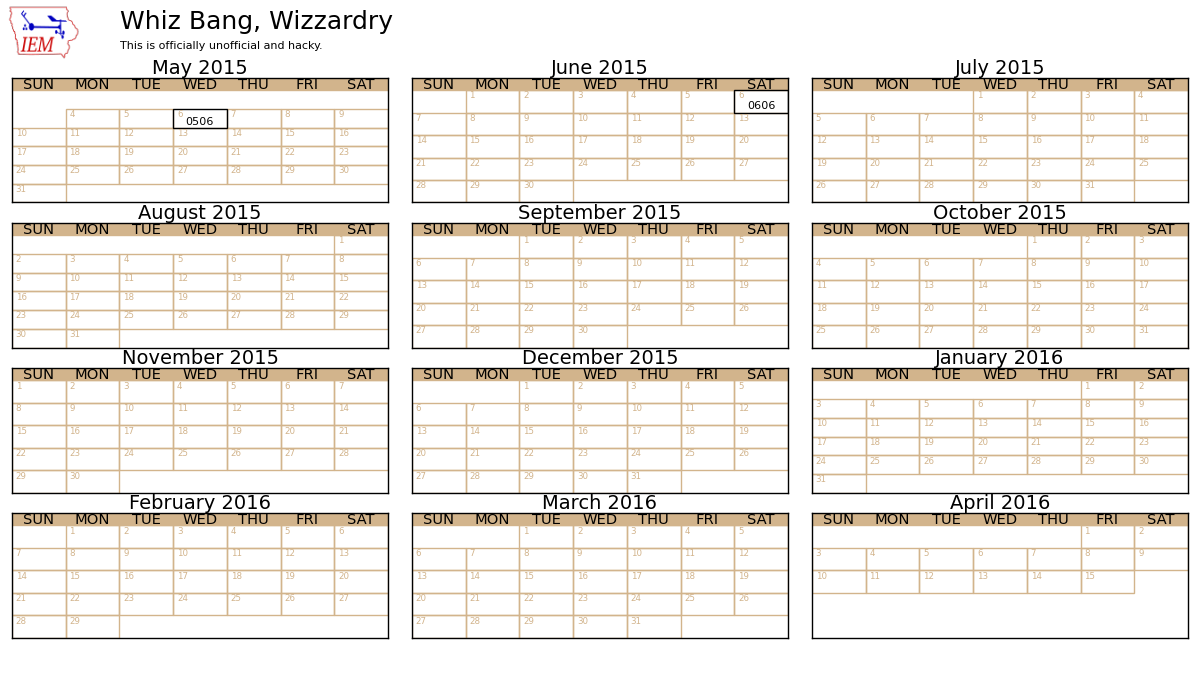 IEM
Whiz Bang, Wizzardry
This is officially unofficial and hacky.
May 2015
SUN MON TUE WED THU FRI SAT
4 5 6 0506 7 8 9
10 11 12 13 14 15 16
17 18 19 20 21 22 23
24 25 26 27 28 29 30
31
June 2015
SUN MON TUE WED THU FRI SAT
1 2 3 4 5 6 0606
7 8 9 10 11 12 13
14 15 16 17 18 19 20
21 22 23 24 25 26 27
28 29 30
July 2015
SUN MON TUE WED THU FRI SAT
1 2 3 4
5 6 7 8 9 10 11
12 13 14 15 16 17 18
19 20 21 22 23 24 25
26 27 28 29 30 31
August 2015
SUN MON TUE WED THU FRI SAT
1
2 3 4 5 6 7 8
9 10 11 12 13 14 15
16 17 18 19 20 21 22
23 24 25 26 27 28 29
30 31
September 2015
SUN MON TUE WED THU FRI SAT
1 2 3 4 5
6 7 8 9 10 11 12
13 14 15 16 17 18 19
20 21 22 23 24 25 26
27 28 29 30
October 2015
SUN MON TUE WED THU FRI SAT
1 2 3
4 5 6 7 8 9 10
11 12 13 14 15 16 17
18 19 20 21 22 23 24
25 26 27 28 29 30 31
November 2015
SUN MON TUE WED THU FRI SAT
1 2 3 4 5 6 7
8 9 10 11 12 13 14
15 16 17 18 19 20 21
22 23 24 25 26 27 28
29 30
December 2015
SUN MON TUE WED THU FRI SAT
1 2 3 4 5
6 7 8 9 10 11 12
13 14 15 16 17 18 19
20 21 22 23 24 25 26
27 28 29 30 31
January 2016
SUN MON TUE WED THU FRI SAT
1 2
3 4 5 6 7 8 9
10 11 12 13 14 15 16
17 18 19 20 21 22 23
24 25 26 27 28 29 30
31
February 2016
SUN MON TUE WED THU FRI SAT
1 2 3 4 5 6
7 8 9 10 11 12 13
14 15 16 17 18 19 20
21 22 23 24 25 26 27
28 29
March 2016
SUN MON TUE WED THU FRI SAT
1 2 3 4 5
6 7 8 9 10 11 12
13 14 15 16 17 18 19
20 21 22 23 24 25 26
27 28 29 30 31
April 2016
SUN MON TUE WED THU FRI SAT
1 2
3 4 5 6 7 8 9
10 11 12 13 14 15